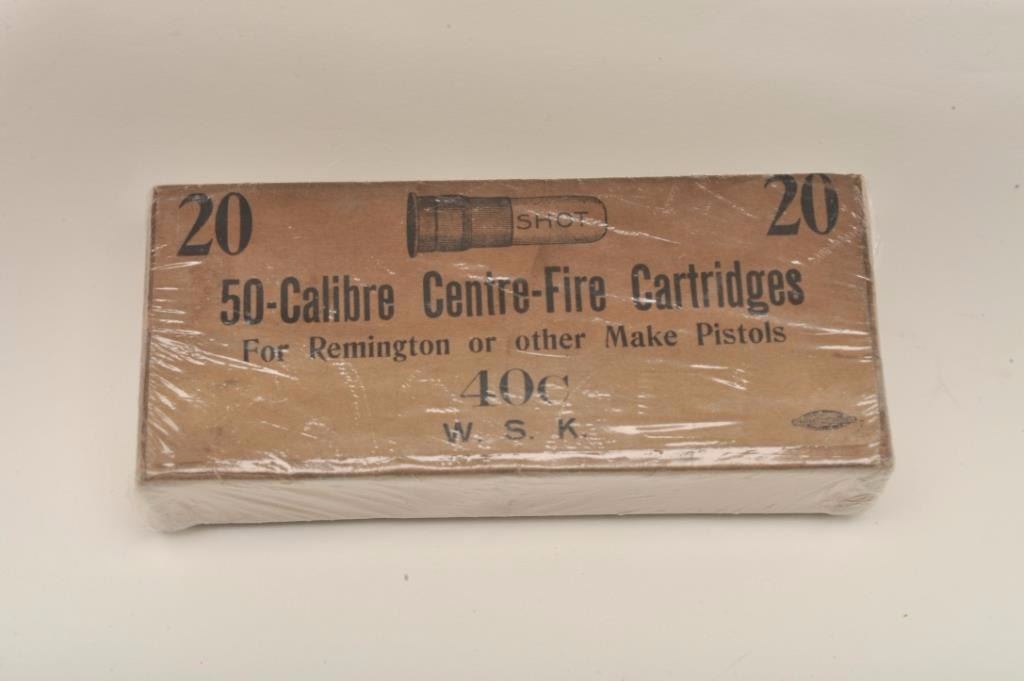 20 20
SHOT
50-Calibre Centre-Fire Cartridges
For Remington or other Make Pistols
40c
W. S. K.